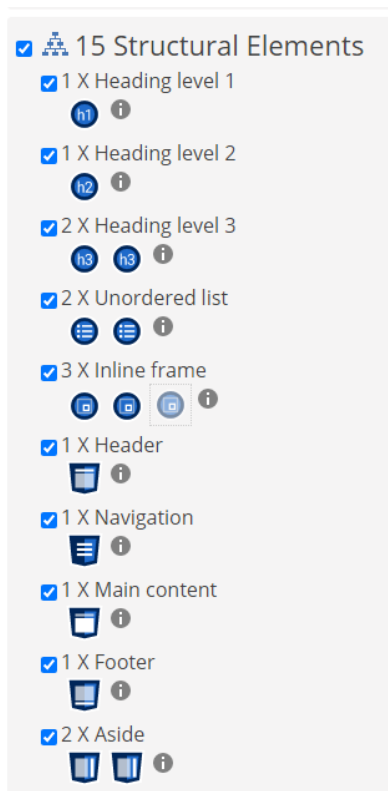 15 Structural Elements
1 X Heading level 1
h1
1 X Heading level 2
h2
2 X Heading level 3
h3 h3
2 X Unordered list
3 X Inline frame
1 X Header
1 X Navigation
1 X Main content
1 X Footer
2 X Aside